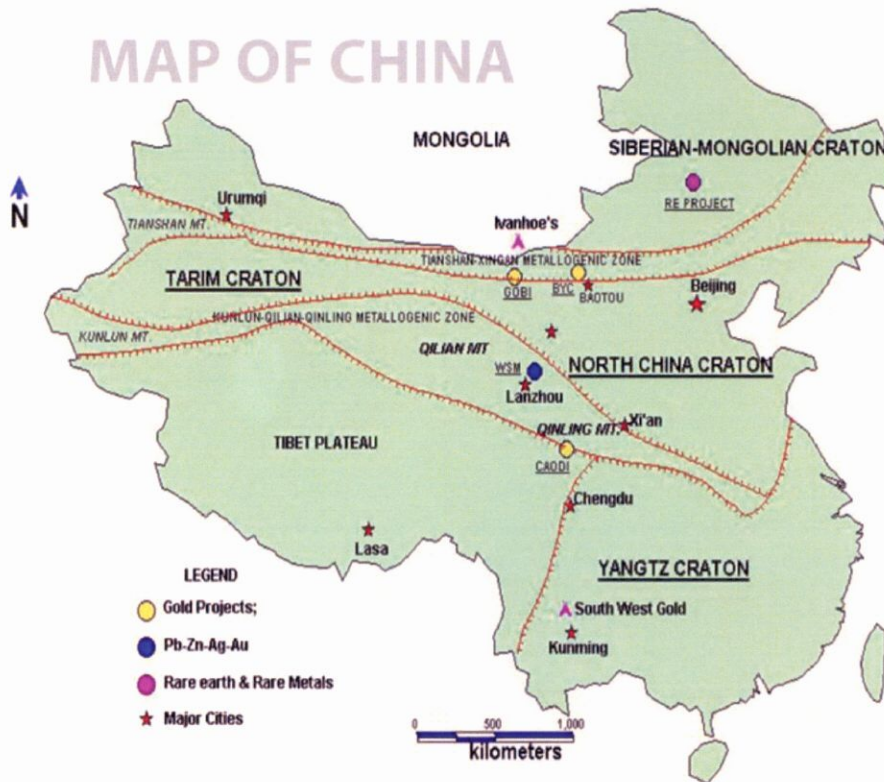 MAP OF CHINA
MONGOLIA
SIBERIAN-MONGOLIAN CRATON
RE PROJECT
N
Urumqi
TIANSHAN MT.
Ivanhoe's
TIANSHAN-XINGAN METALLOGENIC ZONE
TARIM CRATON
GOBI
BYC
BAOTOU
Beijing
KUNLUN-QILIAN-QINLING METALLOGENIC ZONE
KUNLUN MT.
QILIAN MT
NORTH CHINA CRATON
WSM
Lanzhou
Xi'an
QINLING MT.
TIBET PLATEAU
CAODI
Chengdu
Lasa
YANGTZ CRATON
LEGEND
Gold Projects;
Pb-Zn-Ag-Au
Rare earth & Rare Metals
Major Cities
South West Gold
Kunming
0 500 1,000
kilometers